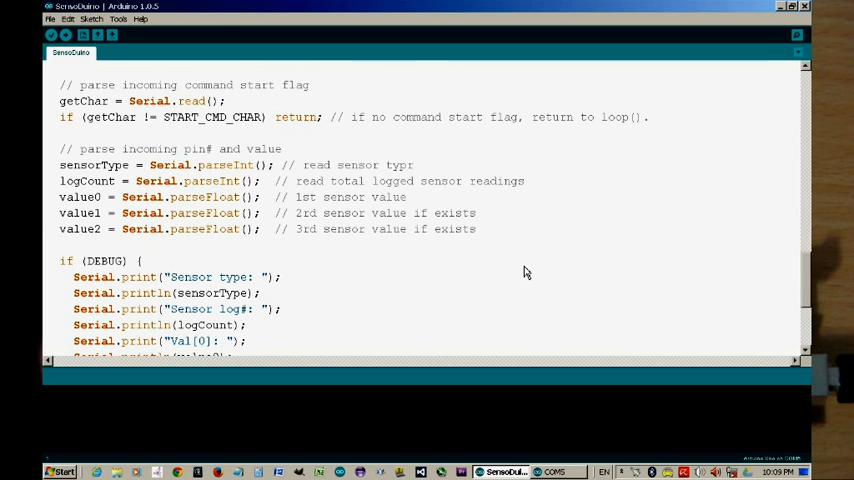 SensoDuino | Arduino 1.0.5
File Edit Sketch Tools Help
SensoDuino
// parse incoming command start flag
getChar = Serial.read();
if (getChar != START_CMD_CHAR) return; // if no command start flag, return to loop().
// parse incoming pin# and value
sensorType = Serial.parseInt(); // read sensor typr
logCount = Serial.parseInt();  // read total logged sensor readings
value0 = Serial.parseFloat();  // 1st sensor value
value1 = Serial.parseFloat();  // 2rd sensor value if exists
value2 = Serial.parseFloat();  // 3rd sensor value if exists
if (DEBUG) {
Serial.print("Sensor type: ");
Serial.println(sensorType);
Serial.print("Sensor log#: ");
Serial.println(logCount);
Serial.print("Val[0]: ");
Start
SensoDui...
COM5
EN
10:09 PM